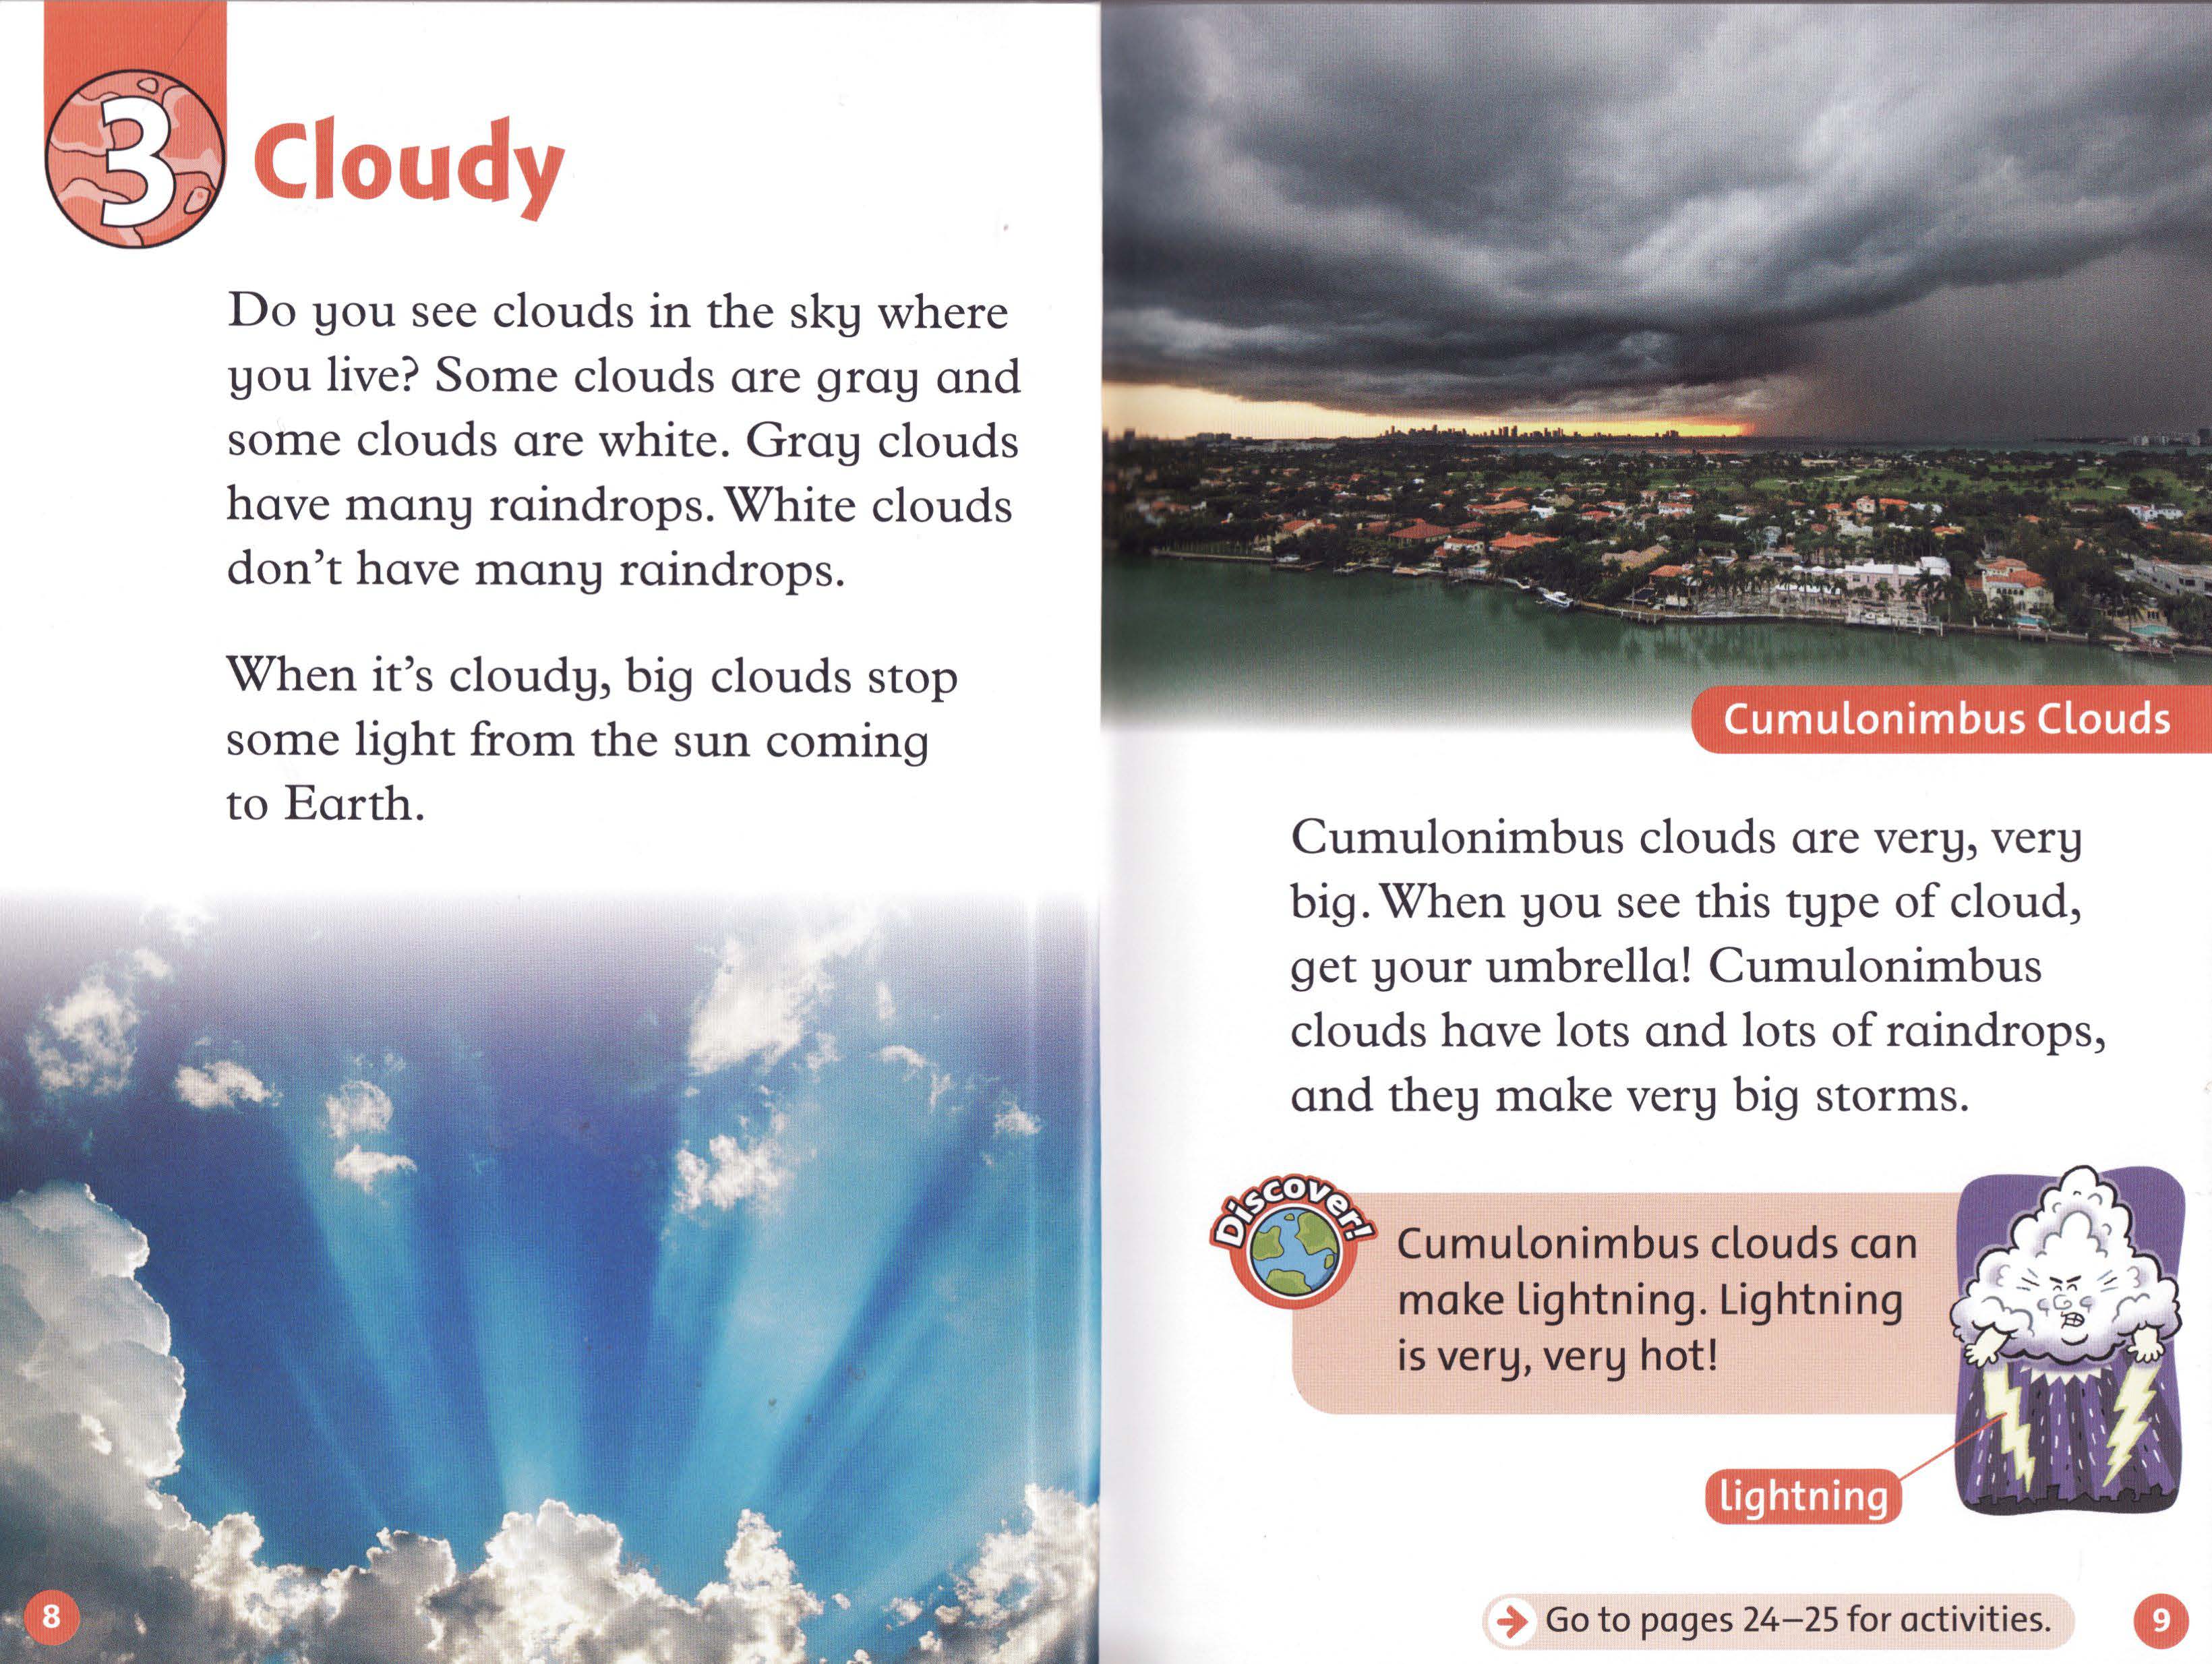 3
Cloudy
Do you see clouds in the sky where
you live? Some clouds are gray and
some clouds are white. Gray clouds
have many raindrops. White clouds
don't have many raindrops.
When it's cloudy, big clouds stop
some light from the sun coming
to Earth.
8
Cumulonimbus Clouds
Cumulonimbus clouds are very, very
big. When you see this type of cloud,
get your umbrella! Cumulonimbus
clouds have lots and lots of raindrops,
and they make very big storms.
Discover!
Cumulonimbus clouds can
make lightning. Lightning
is very, very hot!
lightning
Go to pages 24–25 for activities.
9